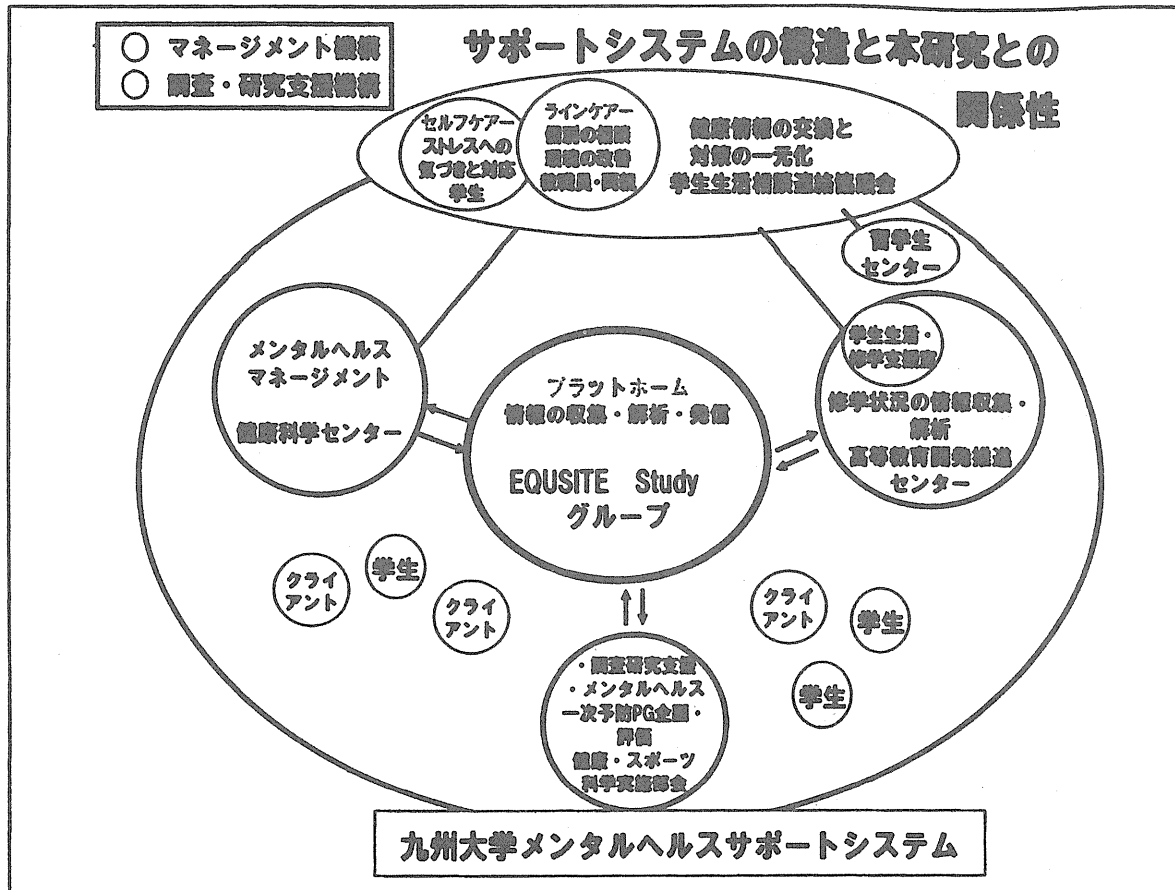 マネージメント機構
調査・研究支援機構
サポートシステムの構造と本研究との
関係性
セルフケアー
ストレスへの
気づきと対応
学生
ラインケアー
個別の相談
環境の改善
教職員・両親
健康情報の交換と
対策の一元化
学生生活相談連絡協議会
留学生
センター
メンタルヘルス
マネージメント
健康科学センター
プラットホーム
情報の収集・解析・発信
EQUSITE Study
グループ
学生生活・
修学支援室
修学状況の情報収集・
解析
高等教育開発推進
センター
クライ
アント
学生
クライ
アント
クライ
アント
学生
学生
・調査研究支援
・メンタルヘルス
一次予防PG企画・
評価
健康・スポーツ
科学実施部会
九州大学メンタルヘルスサポートシステム